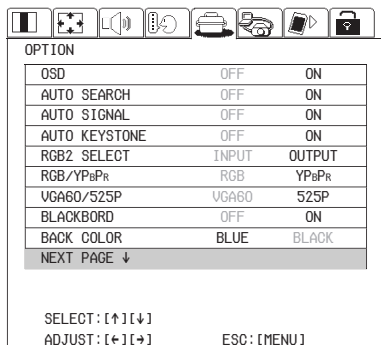 OPTION
OSD OFF ON
AUTO SEARCH OFF ON
AUTO SIGNAL OFF ON
AUTO KEYSTONE OFF ON
RGB2 SELECT INPUT OUTPUT
RGB/YPBPR RGB YPBPR
VGA60/525P VGA60 525P
BLACKBORD OFF ON
BACK COLOR BLUE BLACK
NEXT PAGE ↓
SELECT:[↑][↓]
ADJUST:[←][→] ESC:[MENU]